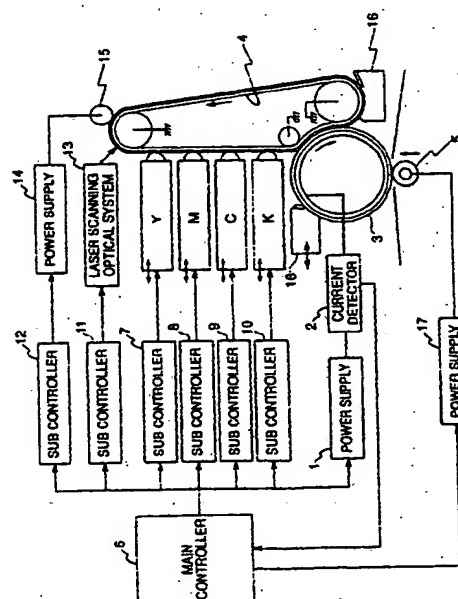 15
14
POWER SUPPLY
13
LASER SCANNING
OPTICAL SYSTEM
4
16
12
SUB CONTROLLER
11
SUB CONTROLLER
7
SUB CONTROLLER
Y
8
SUB CONTROLLER
M
9
SUB CONTROLLER
C
10
SUB CONTROLLER
K
16
3
5
2
CURRENT
DETECTOR
1
POWER SUPPLY
17
POWER SUPPLY
6
MAIN
CONTROLLER